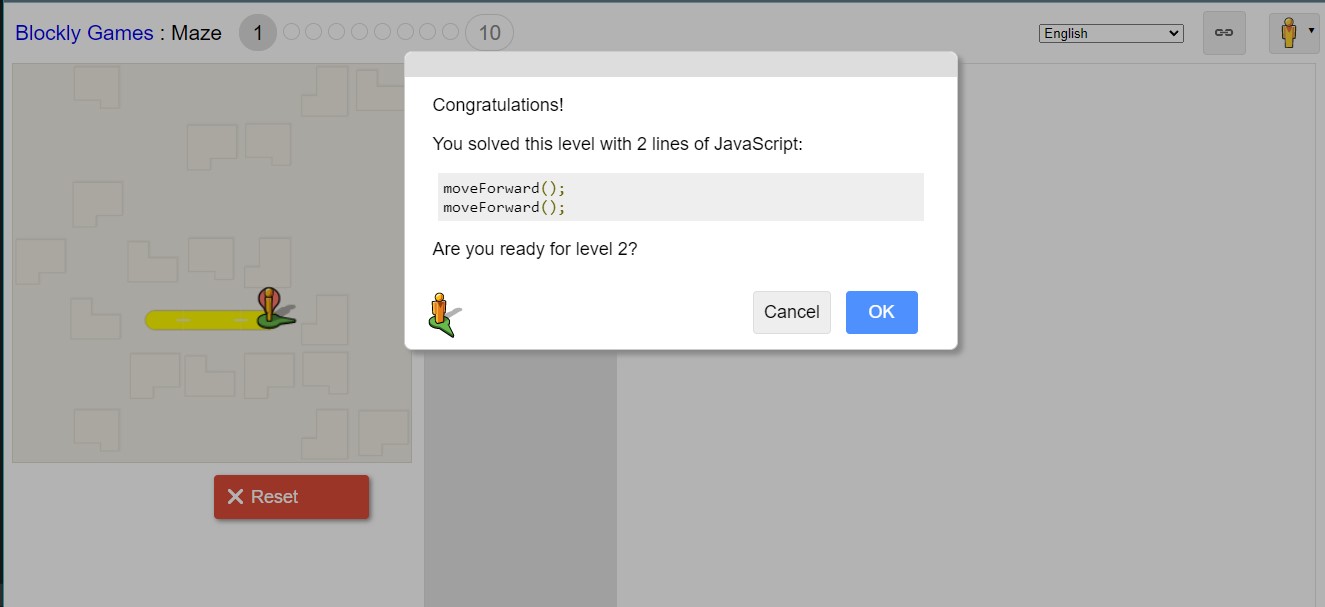 Blockly Games : Maze 1 10
English
Congratulations!
You solved this level with 2 lines of JavaScript:
moveForward();
moveForward();
Are you ready for level 2?
Cancel OK
Reset